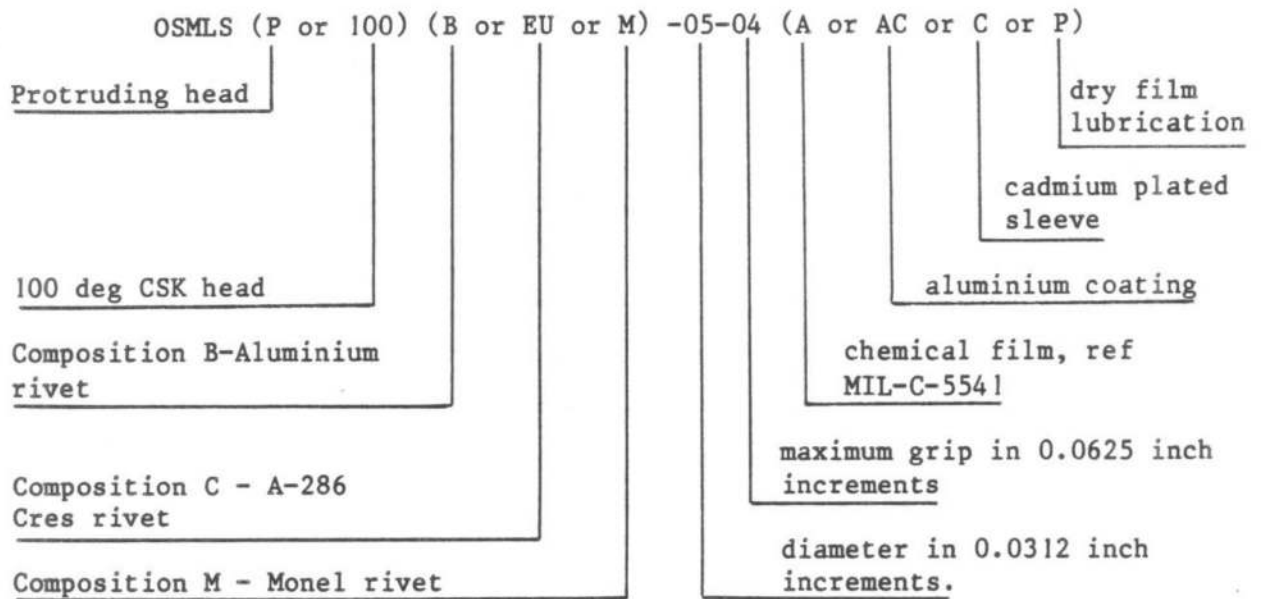 OSMLS (P or 100) (B or EU or M) -05-04 (A or AC or C or P)
Protruding head
dry film
lubrication
cadmium plated
sleeve
100 deg CSK head
aluminium coating
Composition B-Aluminium
rivet
chemical film, ref
MIL-C-5541
maximum grip in 0.0625 inch
increments
Composition C - A-286
Cres rivet
diameter in 0.0312 inch
increments.
Composition M - Monel rivet